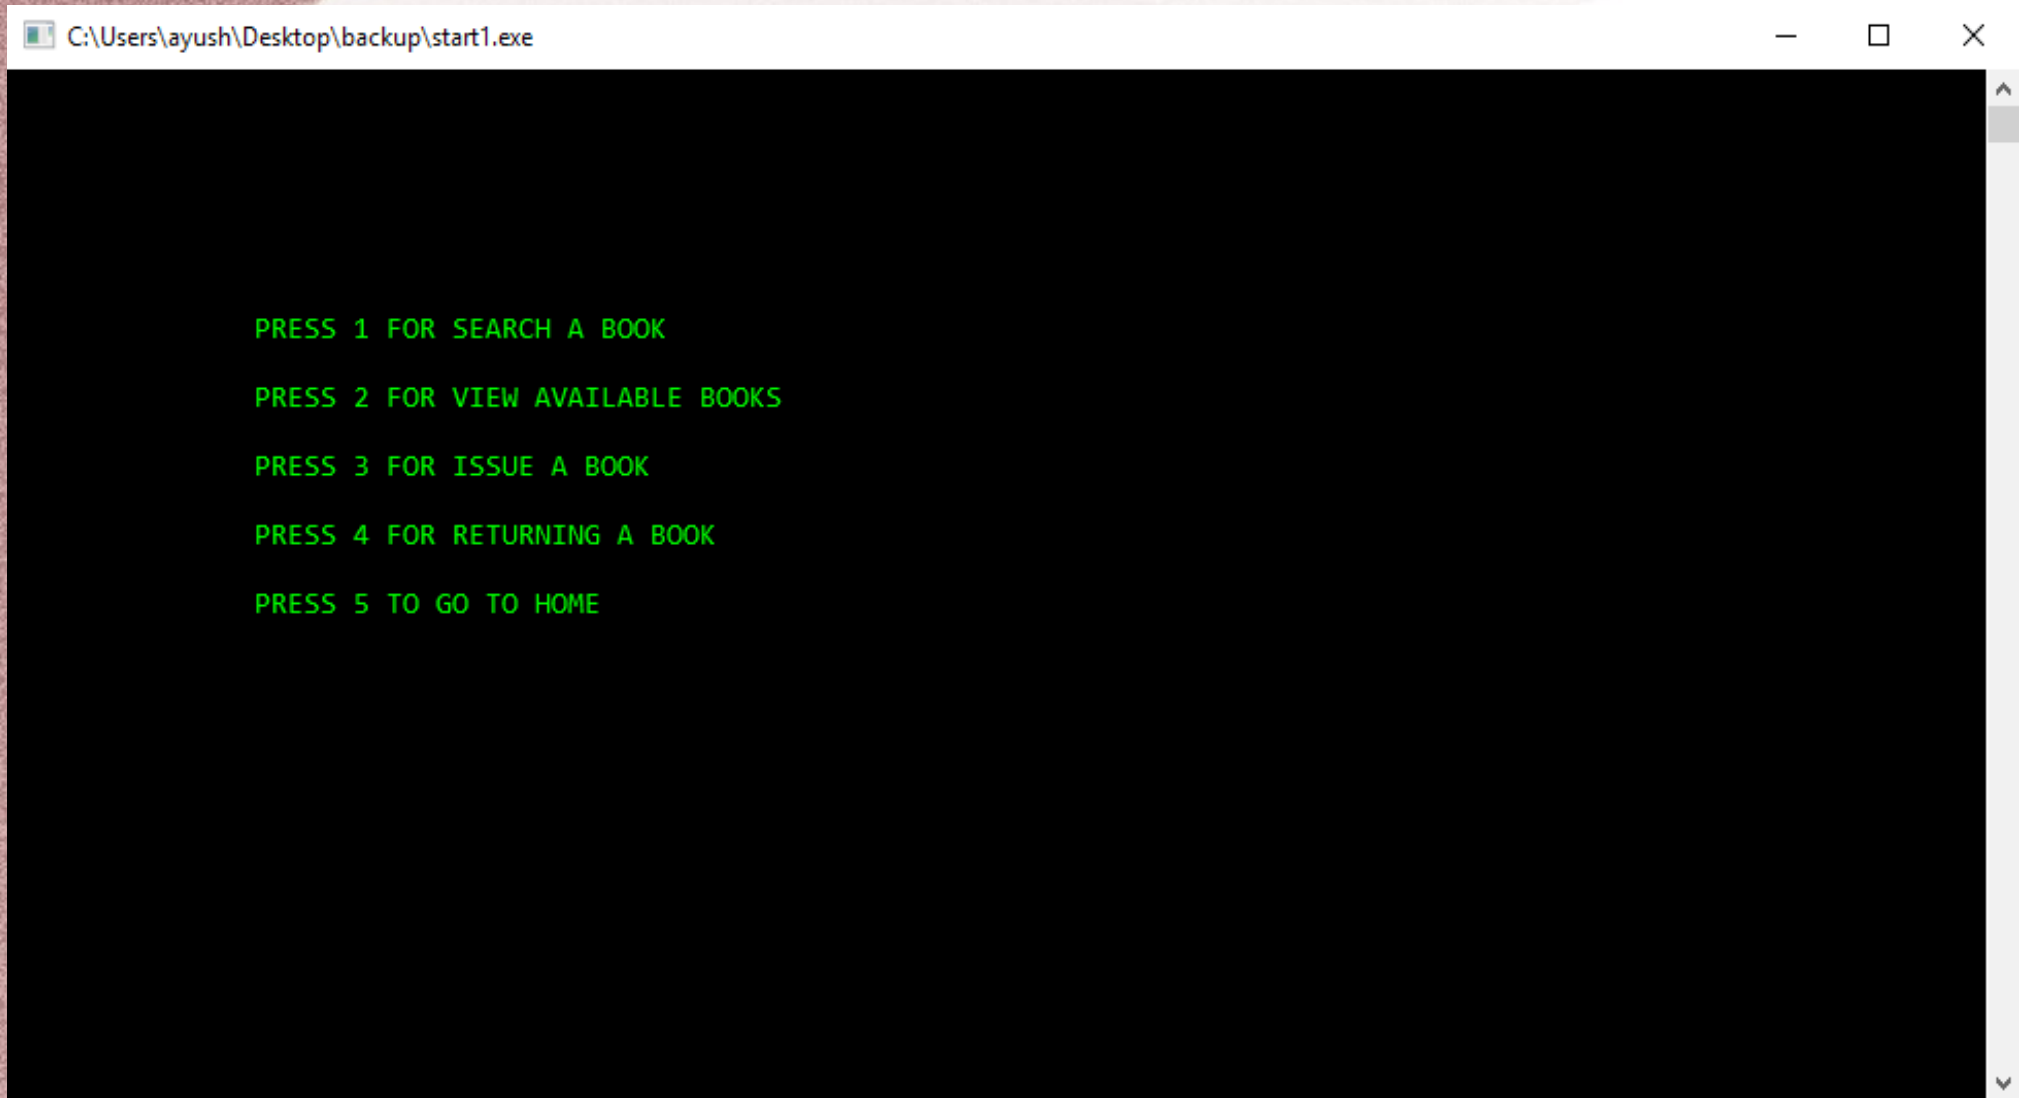 C:\Users\ayush\Desktop\backup\start1.exe
PRESS 1 FOR SEARCH A BOOK
PRESS 2 FOR VIEW AVAILABLE BOOKS
PRESS 3 FOR ISSUE A BOOK
PRESS 4 FOR RETURNING A BOOK
PRESS 5 TO GO TO HOME